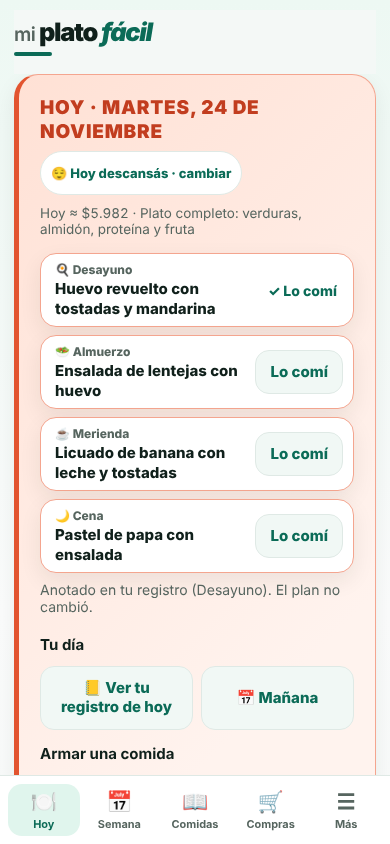 mi plato fácil
HOY · MARTES, 24 DE
NOVIEMBRE
😌 Hoy descansás · cambiar
Hoy ≈ $5.982 · Plato completo: verduras,
almidón, proteína y fruta
🍳 Desayuno
Huevo revuelto con
tostadas y mandarina
✓ Lo comí
🥗 Almuerzo
Ensalada de lentejas con
huevo
Lo comí
☕ Merienda
Licuado de banana con
leche y tostadas
Lo comí
🌙 Cena
Pastel de papa con
ensalada
Lo comí
Anotado en tu registro (Desayuno). El plan no
cambió.
Tu día
📒 Ver tu
registro de hoy
📅 Mañana
Armar una comida
🍽️ Hoy
📅 Semana
📖 Comidas
🛒 Compras
☰ Más